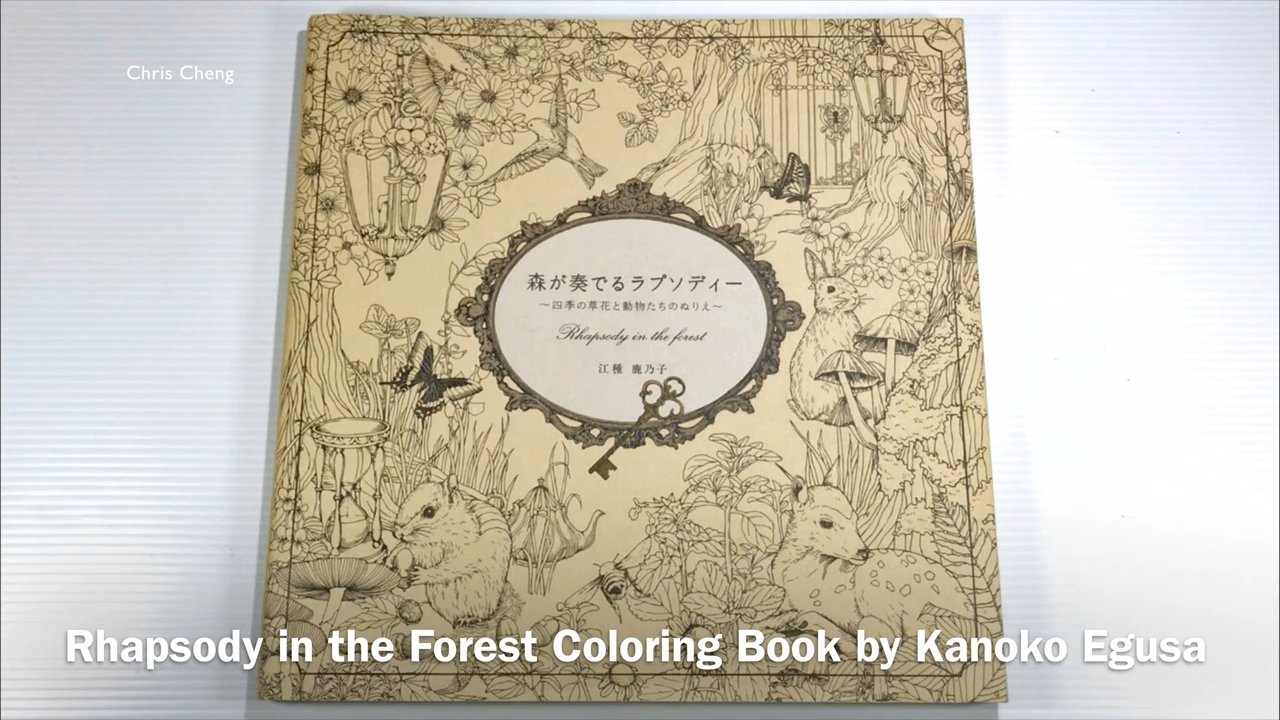 Chris Cheng
森が奏でるラプソディー
～四季の草花と動物たちのぬりえ～
Rhapsody in the forest
江種 鹿乃子
Rhapsody in the Forest Coloring Book by Kanoko Egusa